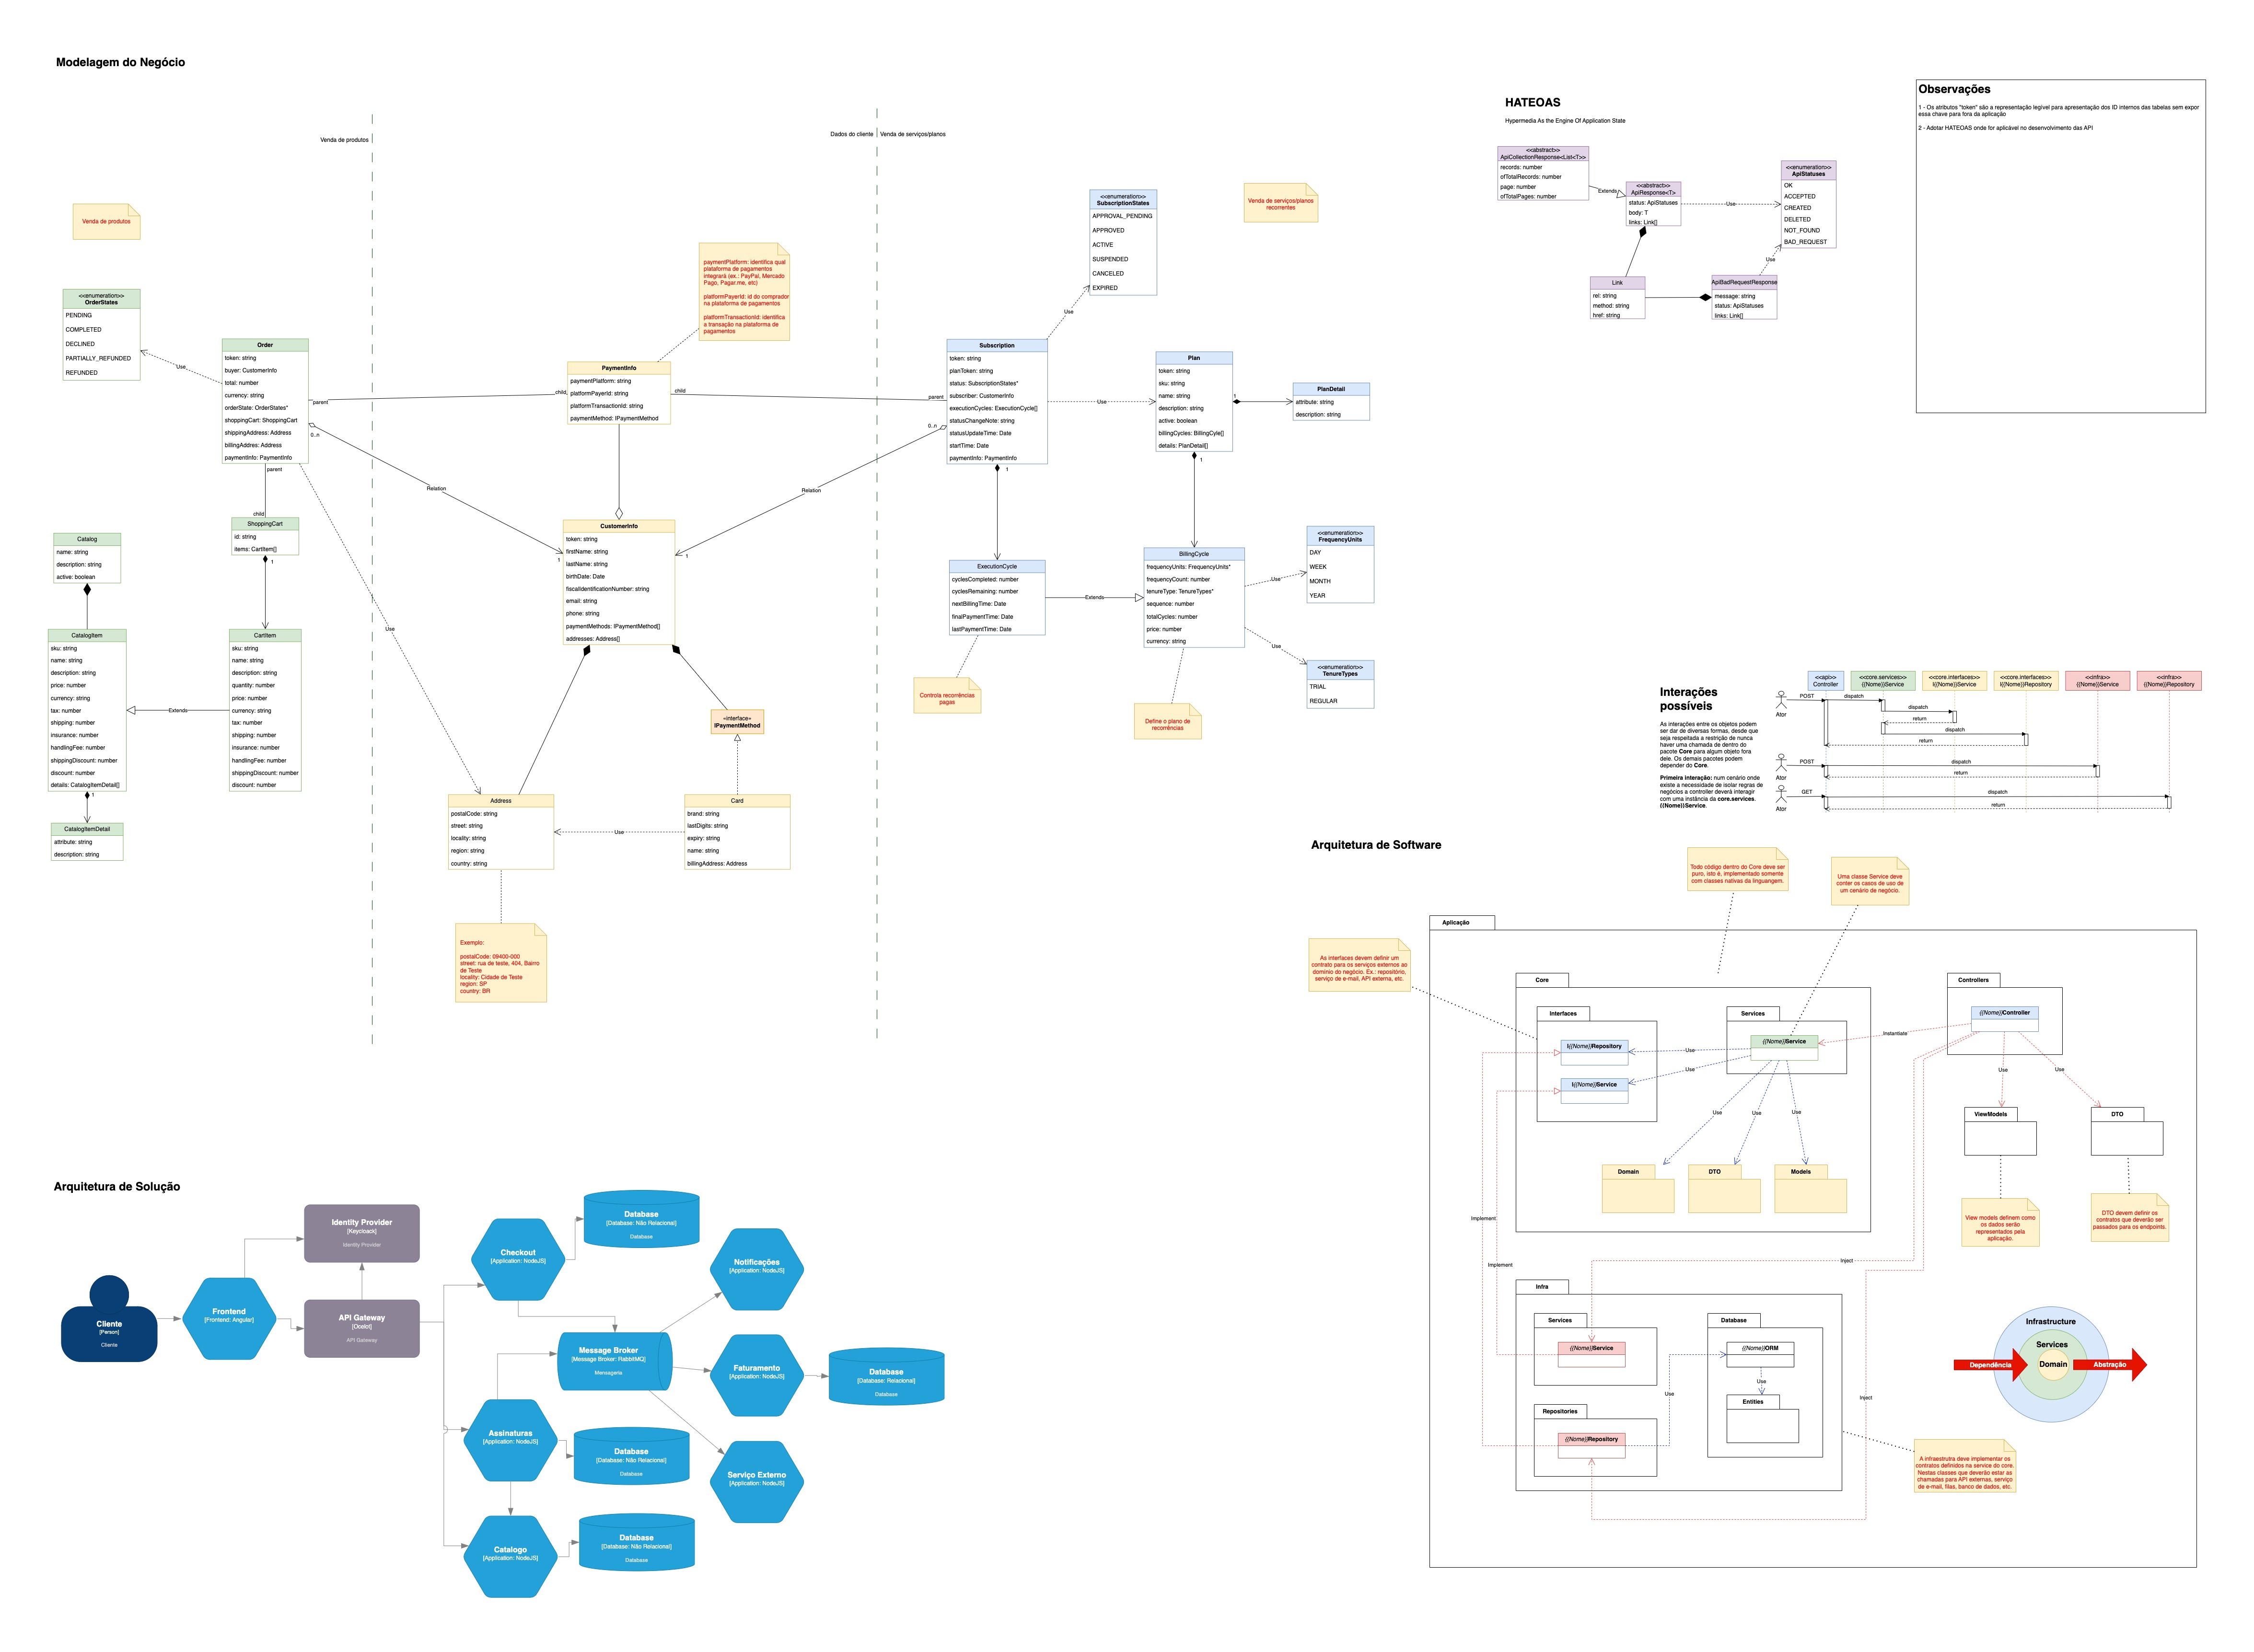 Modelagem do Negócio
Venda de produtos
Dados do cliente
Venda de serviços/planos
Venda de produtos
<<enumeration>>
OrderStates
PENDING
COMPLETED
DECLINED
PARTIALLY_REFUNDED
REFUNDED
Use
Order
token: string
buyer: CustomerInfo
total: number
currency: string
orderState: OrderStates*
shoppingCart: ShoppingCart
shippingAddress: Address
billingAddres: Address
paymentInfo: PaymentInfo
parent
0..n
parent
child
Relation
Use
ShoppingCart
id: string
items: CartItem[]
1
Catalog
name: string
description: string
active: boolean
CatalogItem
sku: string
name: string
description: string
price: number
currency: string
tax: number
shipping: number
insurance: number
handlingFee: number
shippingDiscount: number
discount: number
details: CatalogItemDetail[]
1
Extends
CartItem
sku: string
name: string
description: string
quantity: number
price: number
currency: string
tax: number
shipping: number
insurance: number
handlingFee: number
shippingDiscount: number
discount: number
CatalogItemDetail
attribute: string
description: string
paymentPlatform: identifica qual
plataforma de pagamentos
integrará (ex.: PayPal, Mercado
Pago, Pagar.me, etc)
platformPayerId: id do comprador
na plataforma de pagamentos
platformTransactionId: identifica
a transação na plataforma de
pagamentos
PaymentInfo
paymentPlatform: string
platformPayerId: string
platformTransactionId: string
paymentMethod: IPaymentMethod
child
child
parent
CustomerInfo
token: string
firstName: string
lastName: string
birthDate: Date
fiscalIdentificationNumber: string
email: string
phone: string
paymentMethods: IPaymentMethod[]
addresses: Address[]
1
1
Relation
«interface»
IPaymentMethod
Address
postalCode: string
street: string
locality: string
region: string
country: string
Use
Card
brand: string
lastDigits: string
expiry: string
name: string
billingAddress: Address
Exemplo:
postalCode: 09400-000
street: rua de teste, 404, Bairro
de Teste
locality: Cidade de Teste
region: SP
country: BR
<<enumeration>>
SubscriptionStates
APPROVAL_PENDING
APPROVED
ACTIVE
SUSPENDED
CANCELED
EXPIRED
Use
Venda de serviços/planos
recorrentes
Subscription
token: string
planToken: string
status: SubscriptionStates*
subscriber: CustomerInfo
executionCycles: ExecutionCycle[]
statusChangeNote: string
statusUpdateTime: Date
startTime: Date
paymentInfo: PaymentInfo
0..n
1
Use
Plan
token: string
sku: string
name: string
description: string
active: boolean
billingCycles: BillingCyle[]
details: PlanDetail[]
1
1
PlanDetail
attribute: string
description: string
ExecutionCycle
cyclesCompleted: number
cyclesRemaining: number
nextBillingTime: Date
finalPaymentTime: Date
lastPaymentTime: Date
Extends
BillingCycle
frequencyUnits: FrequencyUnits*
frequencyCount: number
tenureType: TenureTypes*
sequence: number
totalCycles: number
price: number
currency: string
Use
Use
<<enumeration>>
FrequencyUnits
DAY
WEEK
MONTH
YEAR
<<enumeration>>
TenureTypes
TRIAL
REGULAR
Controla recorrências
pagas
Define o plano de
recorrências
HATEOAS
Hypermedia As the Engine Of Application State
<<abstract>>
ApiCollectionResponse<List<T>>
records: number
ofTotalRecords: number
page: number
ofTotalPages: number
Extends
<<abstract>>
ApiResponse<T>
status: ApiStatuses
body: T
links: Link[]
Use
<<enumeration>>
ApiStatuses
OK
ACCEPTED
CREATED
DELETED
NOT_FOUND
BAD_REQUEST
Use
Link
rel: string
method: string
href: string
ApiBadRequestResponse
message: string
status: ApiStatuses
links: Link[]
Observações
1 - Os atributos "token" são a representação legível para apresentação dos ID internos das tabelas sem expor
essa chave para fora da aplicação
2 - Adotar HATEOAS onde for aplicável no desenvolvimento das API
Interações
possíveis
As interações entre os objetos podem
ser dar de diversas formas, desde que
seja respeitada a restrição de nunca
haver uma chamada de dentro do
pacote Core para algum objeto fora
dele. Os demais pacotes podem
depender do Core.
Primeira interação: num cenário onde
existe a necessidade de isolar regras de
negócios a controller deverá interagir
com uma instância da core.services.
{{Nome}}Service.
<<api>>
Controller
<<core.services>>
{{Nome}}Service
<<core.interfaces>>
I{{Nome}}Service
<<core.interfaces>>
I{{Nome}}Repository
<<infra>>
{{Nome}}Service
<<infra>>
{{Nome}}Repository
Ator
POST
dispatch
dispatch
return
dispatch
return
Ator
POST
dispatch
return
Ator
GET
dispatch
return
Arquitetura de Software
Todo código dentro do Core deve ser
puro, isto é, implementado somente
com classes nativas da linguagem.
Uma classe Service deve
conter os casos de uso de
um cenário de negócio.
As interfaces devem definir um
contrato para os serviços externos ao
domínio do negócio. Ex.: repositório,
serviço de e-mail, API externa, etc.
Aplicação
Core
Interfaces
I{{Nome}}Repository
I{{Nome}}Service
Services
{{Nome}}Service
Use
Use
Use
Use
Use
Domain
DTO
Models
Controllers
{{Nome}}Controller
Instantiate
Use
Use
ViewModels
DTO
View models definem como
os dados serão
representados pela
aplicação.
DTO devem definir os
contratos que deverão ser
passados para os endpoints.
Implement
Implement
Inject
Inject
Infra
Services
{{Nome}}Service
Repositories
{{Nome}}Repository
Use
Database
{{Nome}}ORM
Use
Entities
Infrastructure
Services
Domain
Dependência
Abstração
A infraestrutra deve implementar os
contratos definidos na service do core.
Nestas classes que deverão estar as
chamadas para API externas, serviço
de e-mail, filas, banco de dados, etc.
Arquitetura de Solução
Cliente
[Person]
Cliente
Frontend
[Frontend: Angular]
Identity Provider
[Keycloack]
Identity Provider
API Gateway
[Ocelot]
API Gateway
Checkout
[Application: NodeJS]
Database
[Database: Não Relacional]
Database
Message Broker
[Message Broker: RabbitMQ]
Mensageria
Notificações
[Application: NodeJS]
Faturamento
[Application: NodeJS]
Database
[Database: Relacional]
Database
Serviço Externo
[Application: NodeJS]
Assinaturas
[Application: NodeJS]
Database
[Database: Não Relacional]
Database
Catalogo
[Application: NodeJS]
Database
[Database: Não Relacional]
Database